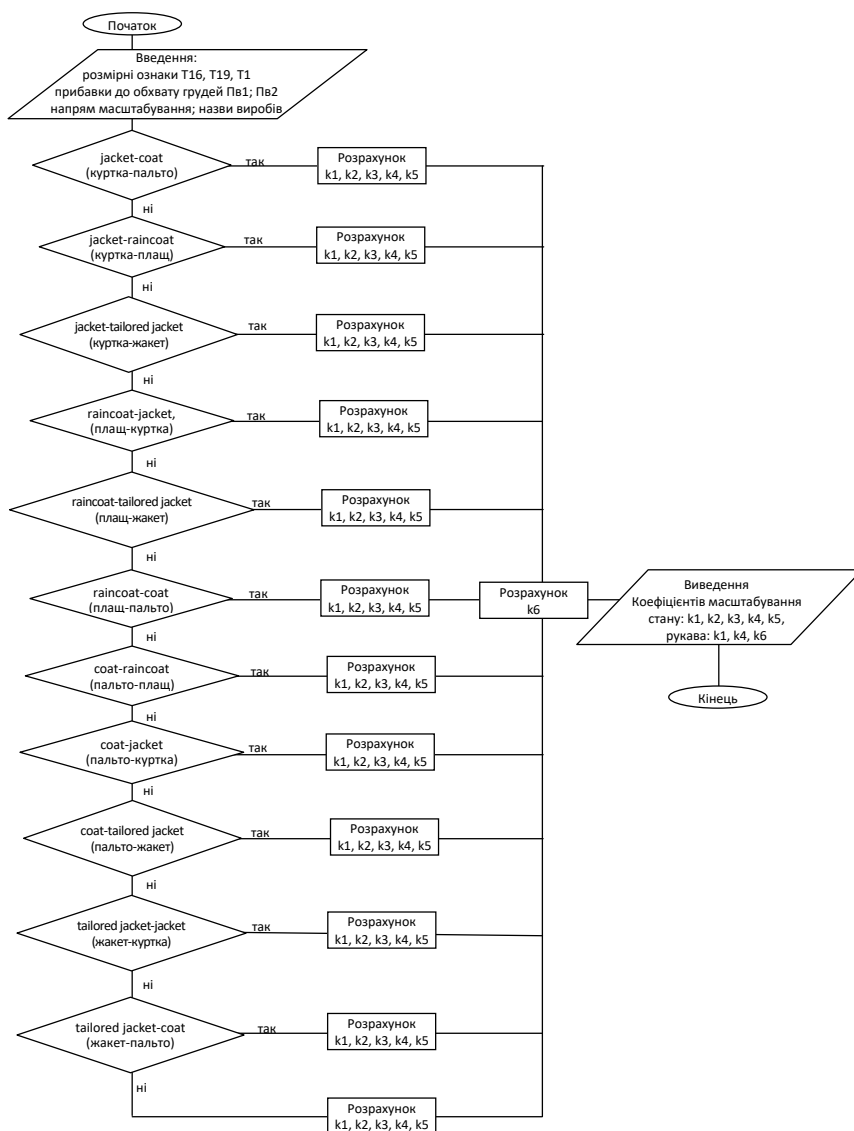 Початок
Введення:
розмірні ознаки Т16, Т19, Т1
прибавки до обхвату грудей Пв1; Пв2
напрям масштабування; назви виробів
jacket-coat
(куртка-пальто)
так
Розрахунок
k1, k2, k3, k4, k5
ні
jacket-raincoat
(куртка-плащ)
так
Розрахунок
k1, k2, k3, k4, k5
ні
jacket-tailored jacket
(куртка-жакет)
так
Розрахунок
k1, k2, k3, k4, k5
ні
raincoat-jacket,
(плащ-куртка)
так
Розрахунок
k1, k2, k3, k4, k5
ні
raincoat-tailored jacket
(плащ-жакет)
так
Розрахунок
k1, k2, k3, k4, k5
ні
raincoat-coat
(плащ-пальто)
так
Розрахунок
k1, k2, k3, k4, k5
Розрахунок
k6
Виведення
Коефіцієнтів масштабування
стану: k1, k2, k3, k4, k5,
рукава: k1, k4, k6
Кінець
ні
coat-raincoat
(пальто-плащ)
так
Розрахунок
k1, k2, k3, k4, k5
ні
coat-jacket
(пальто-куртка)
так
Розрахунок
k1, k2, k3, k4, k5
ні
coat-tailored jacket
(пальто-жакет)
так
Розрахунок
k1, k2, k3, k4, k5
ні
tailored jacket-jacket
(жакет-куртка)
так
Розрахунок
k1, k2, k3, k4, k5
ні
tailored jacket-coat
(жакет-пальто)
так
Розрахунок
k1, k2, k3, k4, k5
ні
Розрахунок
k1, k2, k3, k4, k5